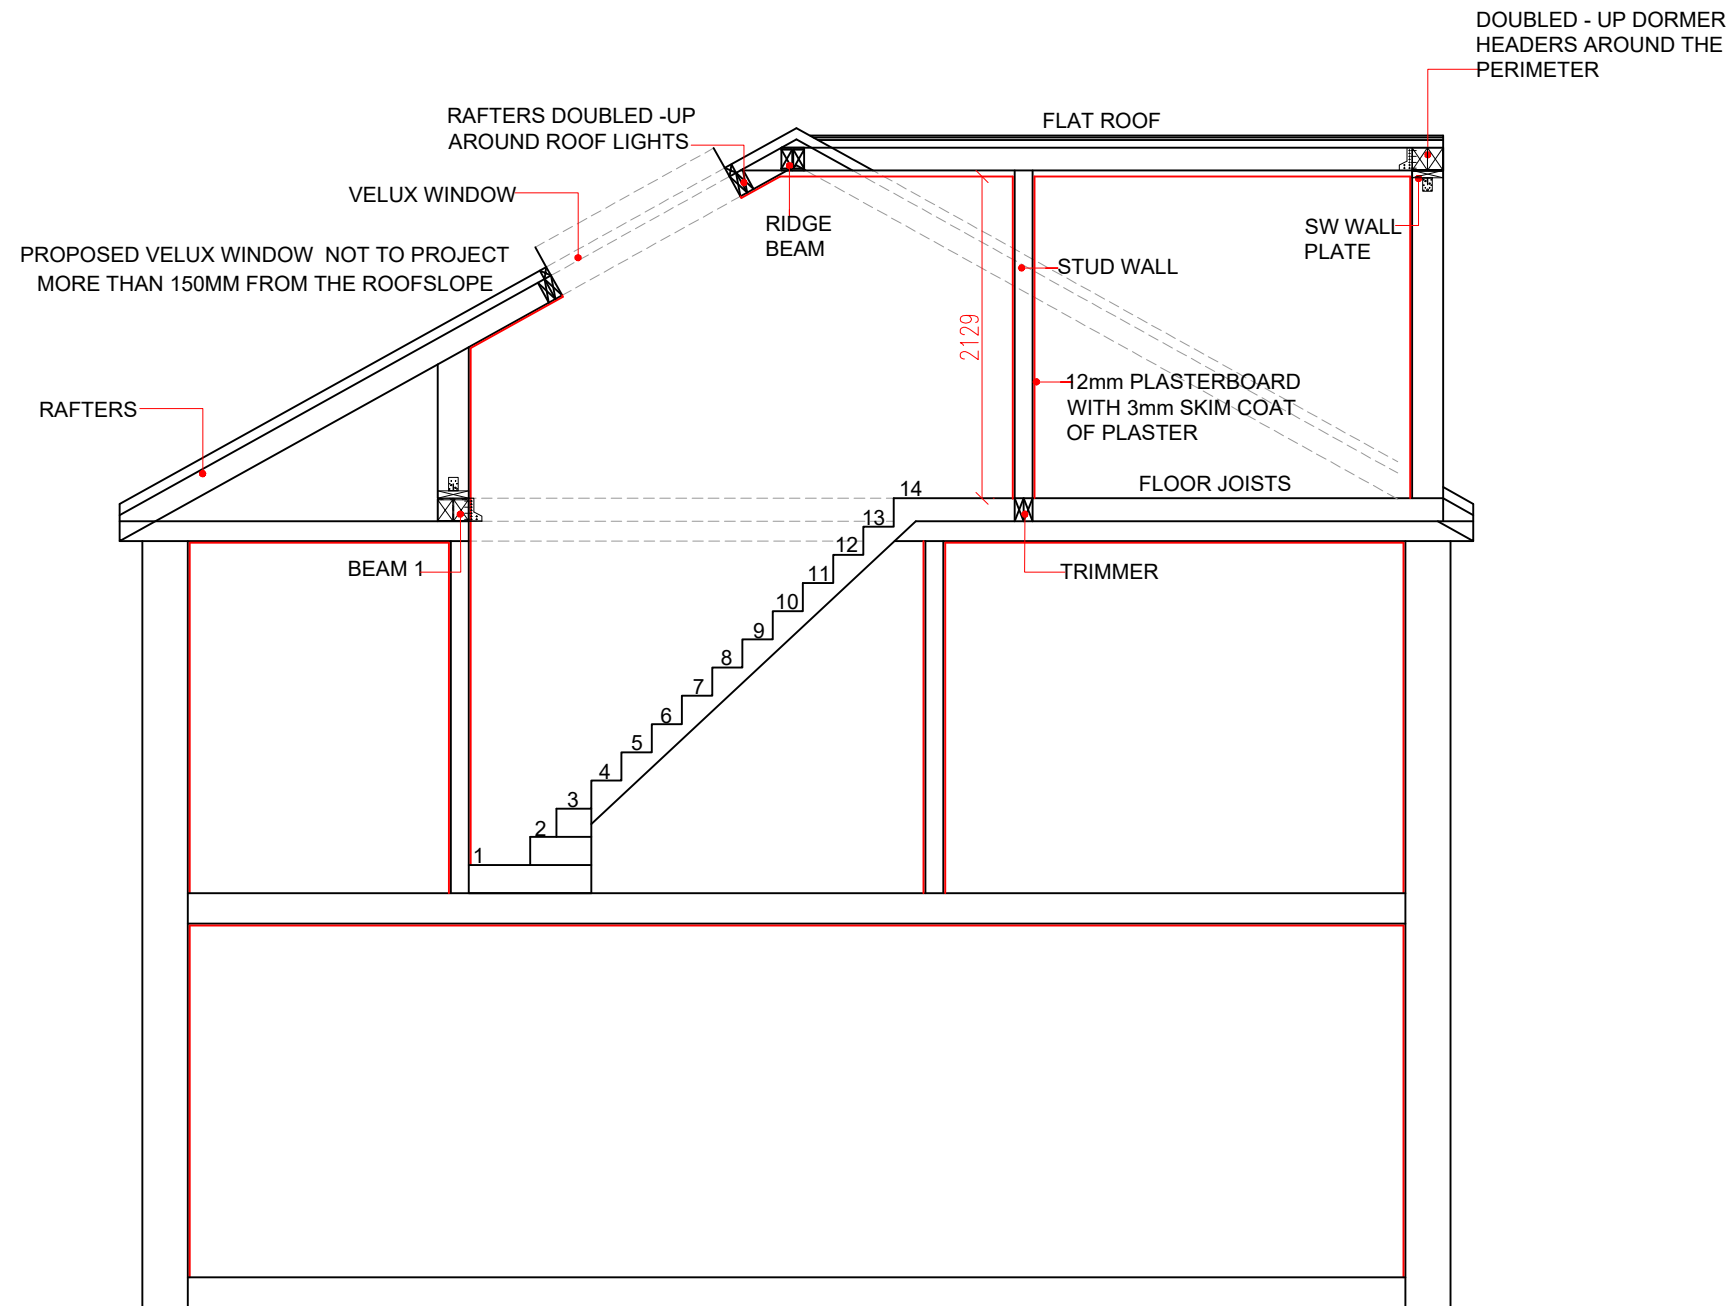 DOUBLED - UP DORMER
HEADERS AROUND THE
PERIMETER
RAFTERS DOUBLED -UP
AROUND ROOF LIGHTS
FLAT ROOF
VELUX WINDOW
RIDGE
BEAM
SW WALL
PLATE
PROPOSED VELUX WINDOW  NOT TO PROJECT
MORE THAN 150MM FROM THE ROOFSLOPE
STUD WALL
2129
12mm PLASTERBOARD
WITH 3mm SKIM COAT
OF PLASTER
RAFTERS
FLOOR JOISTS
14
13
12
11
10
9
8
7
6
5
4
3
2
1
BEAM 1
TRIMMER